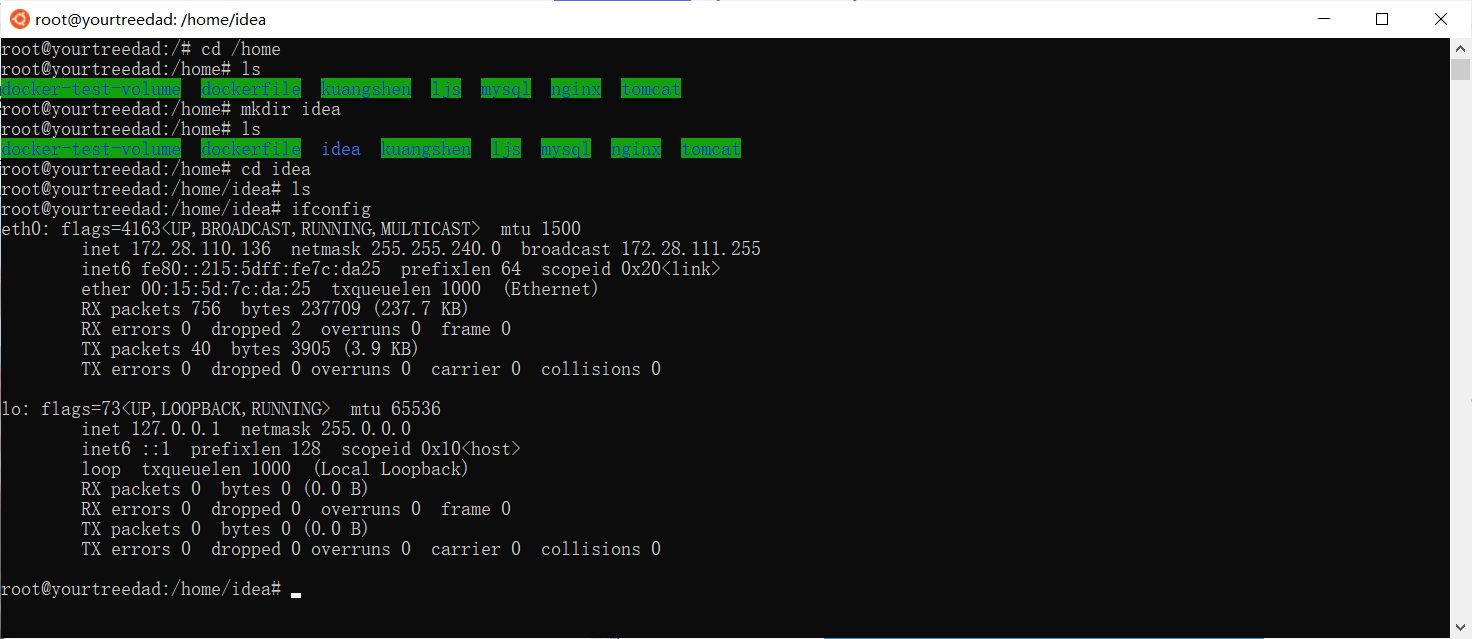 root@yourtreedad: /home/idea
root@yourtreedad:/# cd /home
root@yourtreedad:/home# ls
docker-test-volume  dockerfile  kuangshen  ljs  mysql  nginx  tomcat
root@yourtreedad:/home# mkdir idea
root@yourtreedad:/home# ls
docker-test-volume  dockerfile  idea  kuangshen  ljs  mysql  nginx  tomcat
root@yourtreedad:/home# cd idea
root@yourtreedad:/home/idea# ls
root@yourtreedad:/home/idea# ifconfig
eth0: flags=4163<UP,BROADCAST,RUNNING,MULTICAST>  mtu 1500
        inet 172.28.110.136  netmask 255.255.240.0  broadcast 172.28.111.255
        inet6 fe80::215:5dff:fe7c:da25  prefixlen 64  scopeid 0x20<link>
        ether 00:15:5d:7c:da:25  txqueuelen 1000  (Ethernet)
        RX packets 756  bytes 237709 (237.7 KB)
        RX errors 0  dropped 2  overruns 0  frame 0
        TX packets 40  bytes 3905 (3.9 KB)
        TX errors 0  dropped 0 overruns 0  carrier 0  collisions 0
lo: flags=73<UP,LOOPBACK,RUNNING>  mtu 65536
        inet 127.0.0.1  netmask 255.0.0.0
        inet6 ::1  prefixlen 128  scopeid 0x10<host>
        loop  txqueuelen 1000  (Local Loopback)
        RX packets 0  bytes 0 (0.0 B)
        RX errors 0  dropped 0  overruns 0  frame 0
        TX packets 0  bytes 0 (0.0 B)
        TX errors 0  dropped 0 overruns 0  carrier 0  collisions 0
root@yourtreedad:/home/idea#